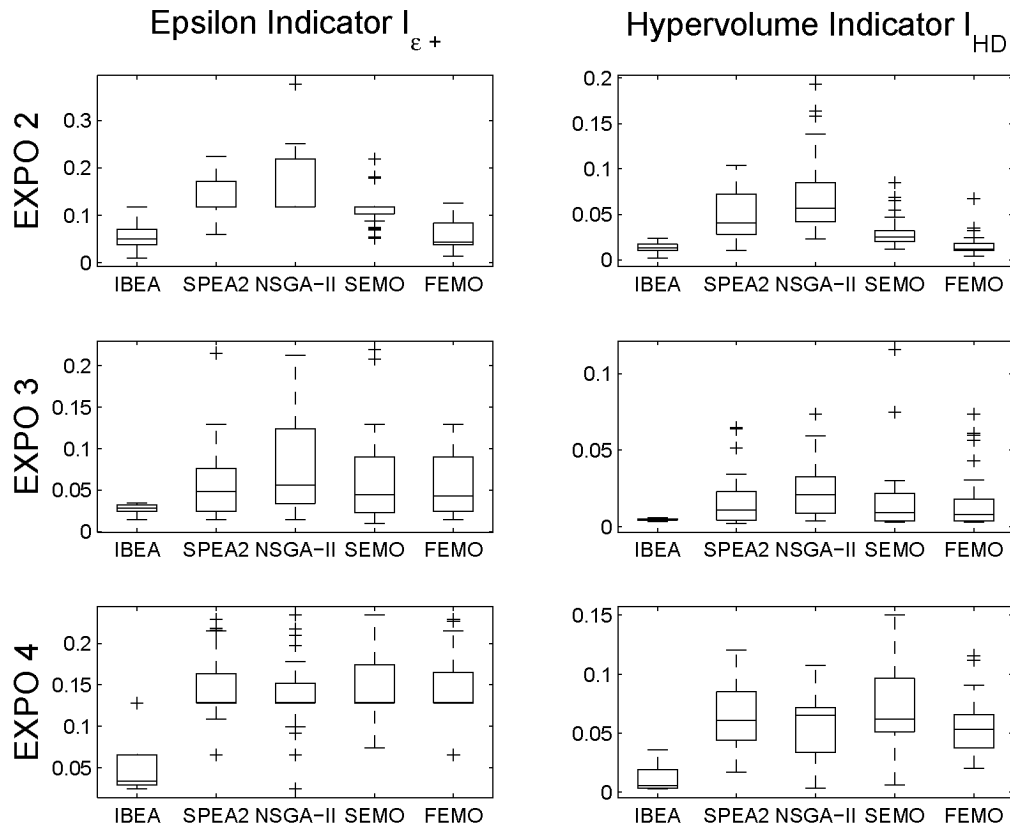 Epsilon Indicator I ε +
Hypervolume Indicator I HD
EXPO 2
0.3
0.2
0.1
0
IBEA SPEA2 NSGA−II SEMO FEMO
0.2
0.15
0.1
0.05
0
IBEA SPEA2 NSGA−II SEMO FEMO
EXPO 3
0.2
0.15
0.1
0.05
0
IBEA SPEA2 NSGA−II SEMO FEMO
0.1
0.05
0
IBEA SPEA2 NSGA−II SEMO FEMO
EXPO 4
0.2
0.15
0.1
0.05
IBEA SPEA2 NSGA−II SEMO FEMO
0.15
0.1
0.05
0
IBEA SPEA2 NSGA−II SEMO FEMO